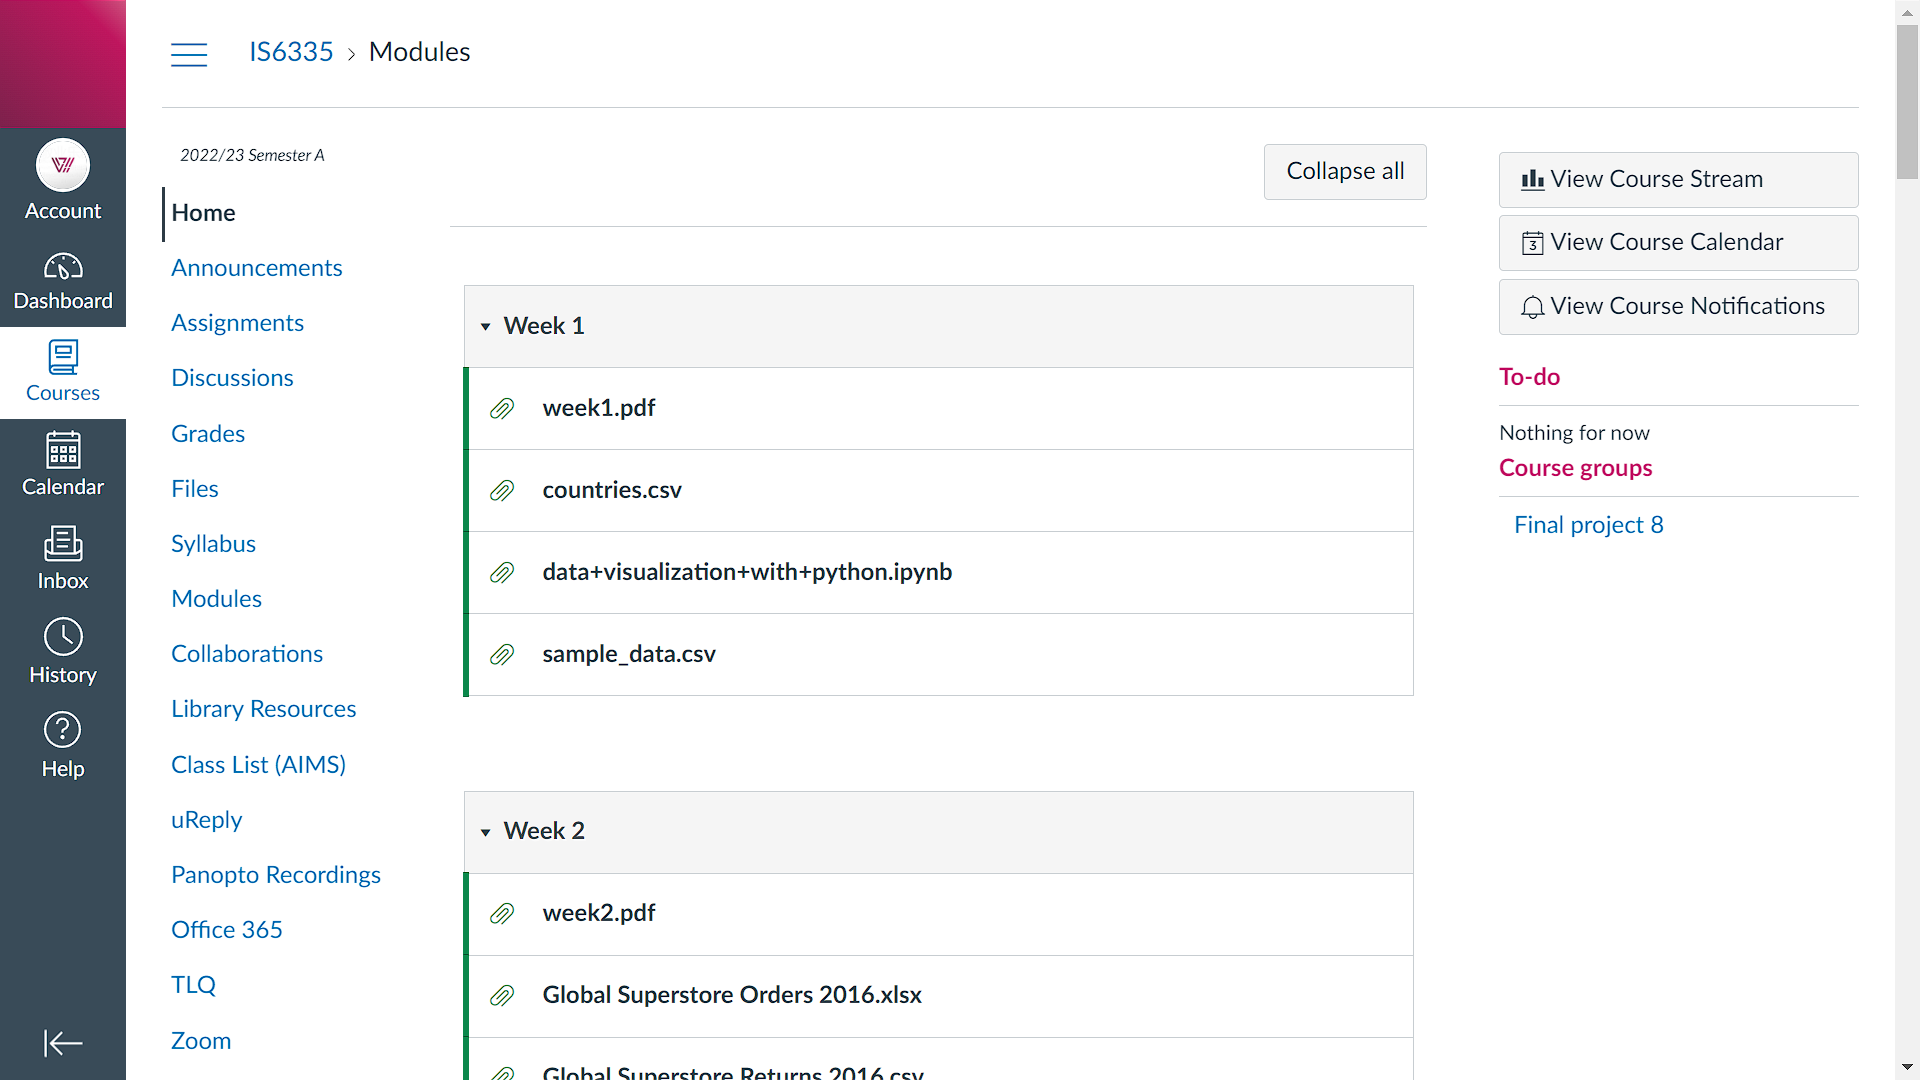 IS6335 › Modules
Account
Dashboard
Courses
Calendar
Inbox
History
Help
2022/23 Semester A
Home
Announcements
Assignments
Discussions
Grades
Files
Syllabus
Modules
Collaborations
Library Resources
Class List (AIMS)
uReply
Panopto Recordings
Office 365
TLQ
Zoom
Collapse all
Week 1
week1.pdf
countries.csv
data+visualization+with+python.ipynb
sample_data.csv
Week 2
week2.pdf
Global Superstore Orders 2016.xlsx
Global Superstore Returns 2016.csv
View Course Stream
3 View Course Calendar
View Course Notifications
To-do
Nothing for now
Course groups
Final project 8